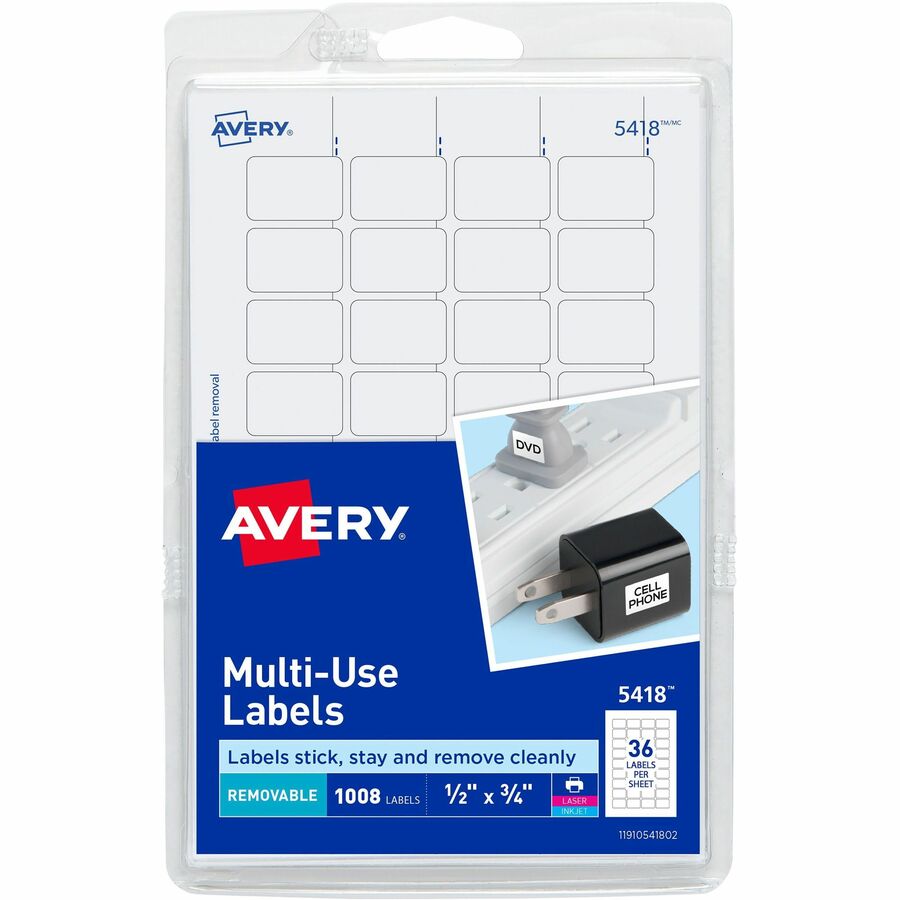 AVERY®
5418™/MC
abel removal
DVD
CELL
PHONE
AVERY®
Multi-Use
Labels
5418™
36
LABELS
PER
SHEET
Labels stick, stay and remove cleanly
REMOVABLE 1008 LABELS ½" x ¾" LASER
INKJET
11910541802